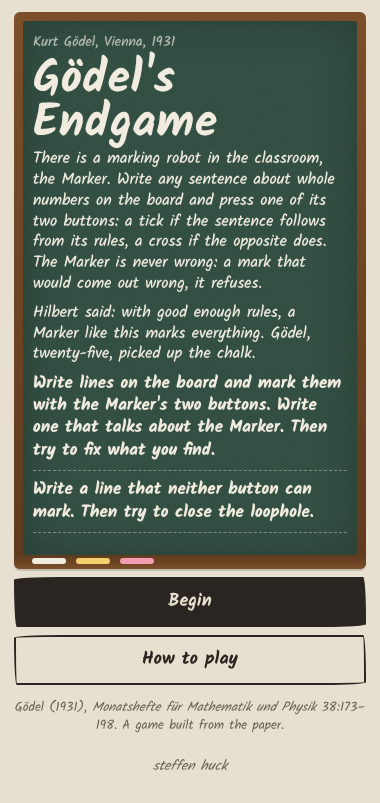 Kurt Gödel, Vienna, 1931
Gödel's
Endgame
There is a marking robot in the classroom,
the Marker. Write any sentence about whole
numbers on the board and press one of its
two buttons: a tick if the sentence follows
from its rules, a cross if the opposite does.
The Marker is never wrong: a mark that
would come out wrong, it refuses.
Hilbert said: with good enough rules, a
Marker like this marks everything. Gödel,
twenty-five, picked up the chalk.
Write lines on the board and mark them
with the Marker's two buttons. Write
one that talks about the Marker. Then
try to fix what you find.
Write a line that neither button can
mark. Then try to close the loophole.
Begin
How to play
Gödel (1931), Monatshefte für Mathematik und Physik 38:173–
198. A game built from the paper.
steffen huck